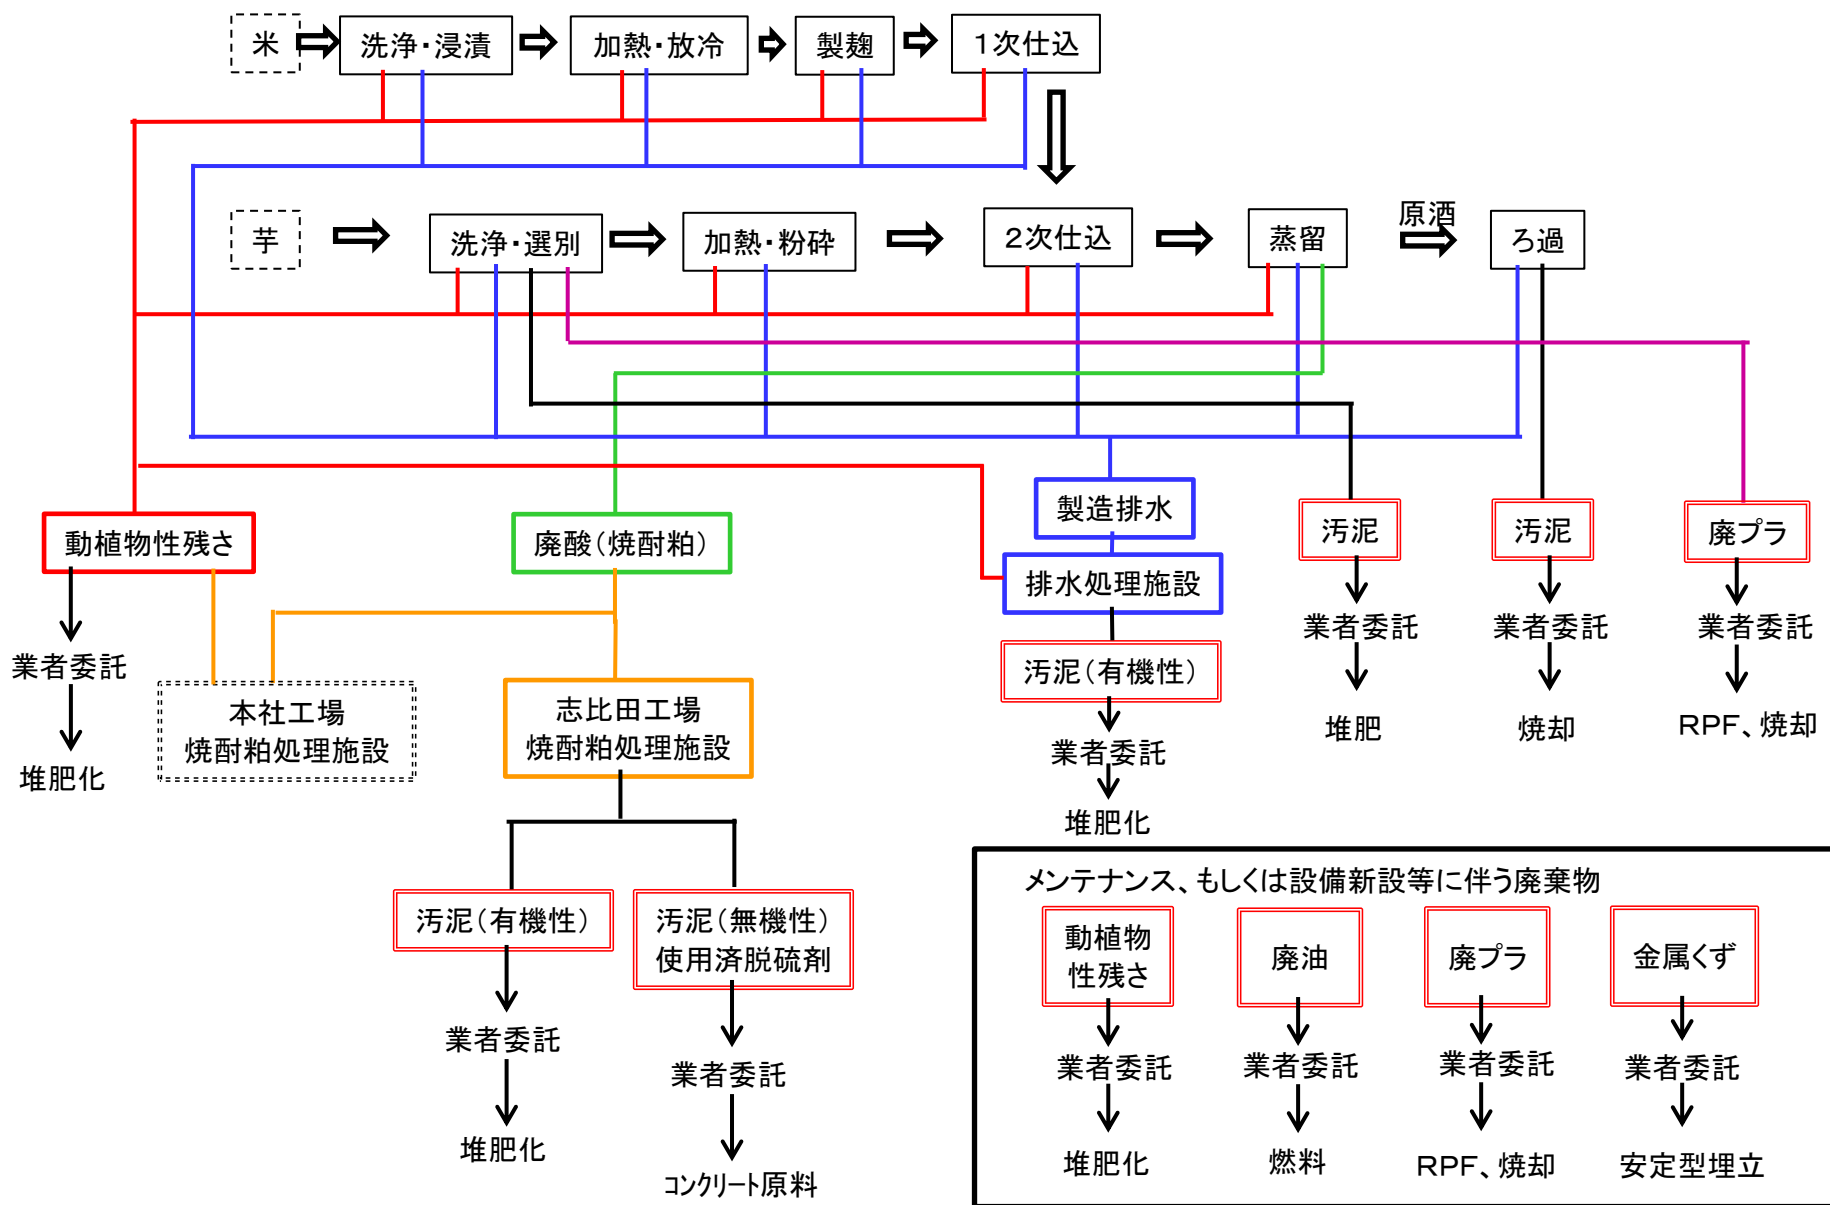 米
洗浄・浸漬
加熱・放冷
製麹
1次仕込
芋
洗浄・選別
加熱・粉砕
2次仕込
蒸留
原酒
ろ過
動植物性残さ
業者委託
堆肥化
本社工場
焼酎粕処理施設
廃酸(焼酎粕)
志比田工場
焼酎粕処理施設
汚泥(有機性)
業者委託
堆肥化
汚泥(無機性)
使用済脱硫剤
業者委託
コンクリート原料
製造排水
排水処理施設
汚泥(有機性)
業者委託
堆肥化
汚泥
業者委託
堆肥
汚泥
業者委託
焼却
廃プラ
業者委託
RPF、焼却
メンテナンス、もしくは設備新設等に伴う廃棄物
動植物
性残さ
業者委託
堆肥化
廃油
業者委託
燃料
廃プラ
業者委託
RPF、焼却
金属くず
業者委託
安定型埋立